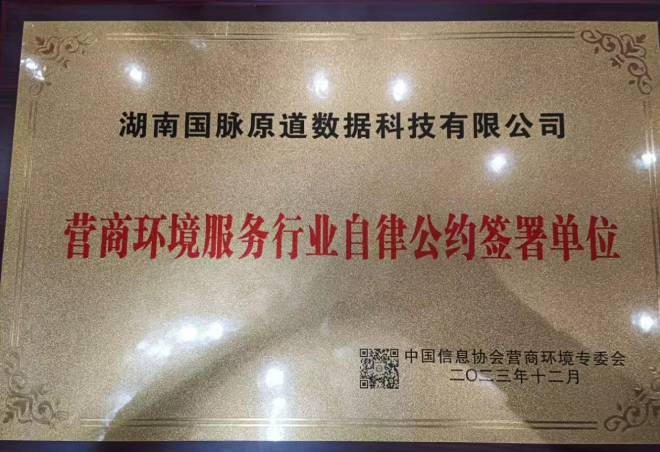 湖南国脉原道数据科技有限公司
营商环境服务行业自律公约签署单位
中国信息协会营商环境专委会
二〇二三年十二月